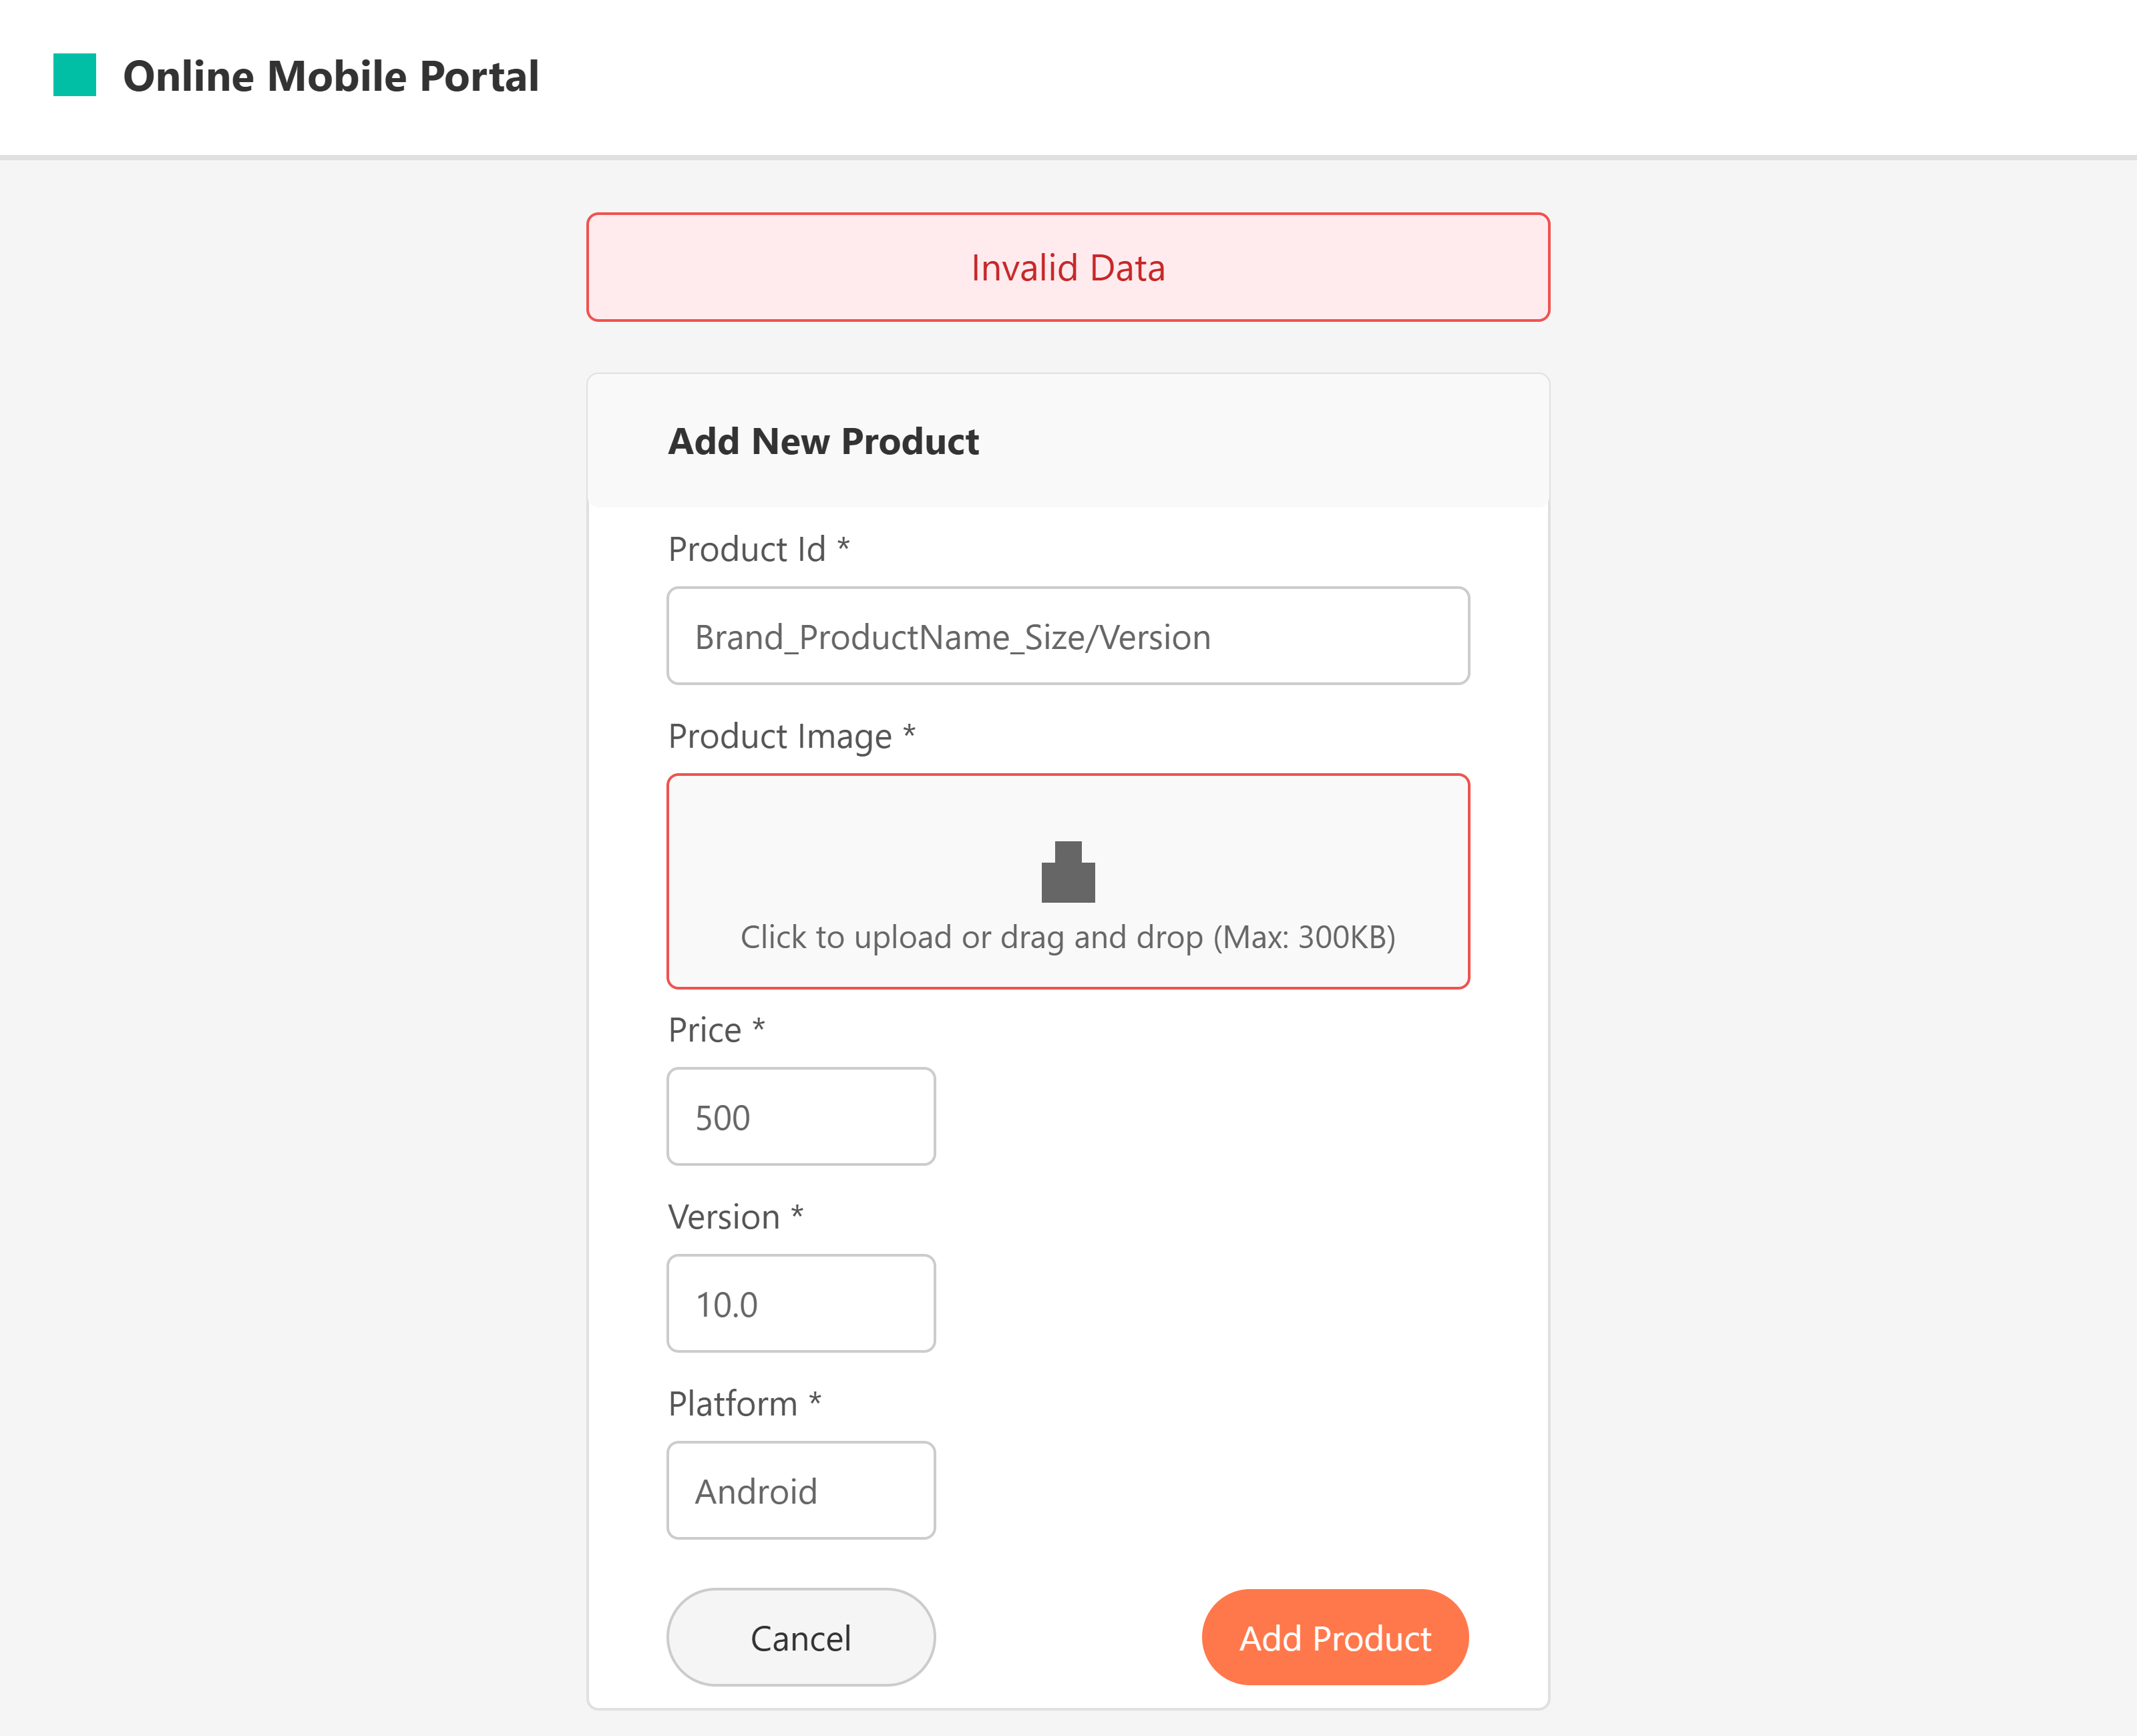 Online Mobile Portal
Invalid Data
Add New Product
Product Id *
Brand_ProductName_Size/Version
Product Image *
Click to upload or drag and drop (Max: 300KB)
Price *
500
Version *
10.0
Platform *
Android
Cancel
Add Product